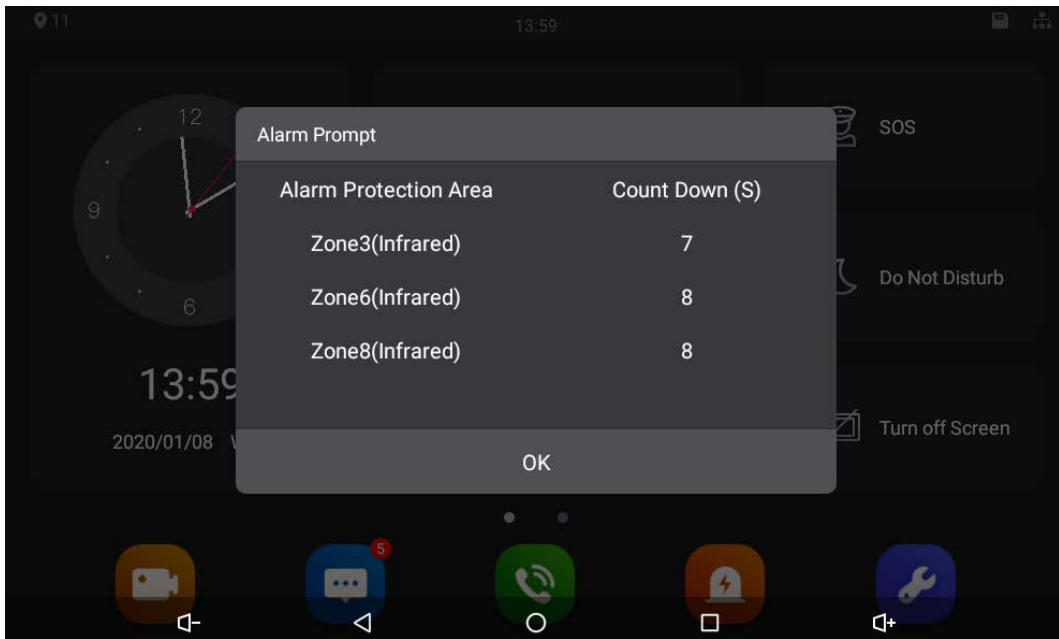 11
13:59
12
9
6
13:59
2020/01/08 W
SOS
Do Not Disturb
Turn off Screen
Alarm Prompt
Alarm Protection Area Count Down (S)
Zone3(Infrared) 7
Zone6(Infrared) 8
Zone8(Infrared) 8
OK
5